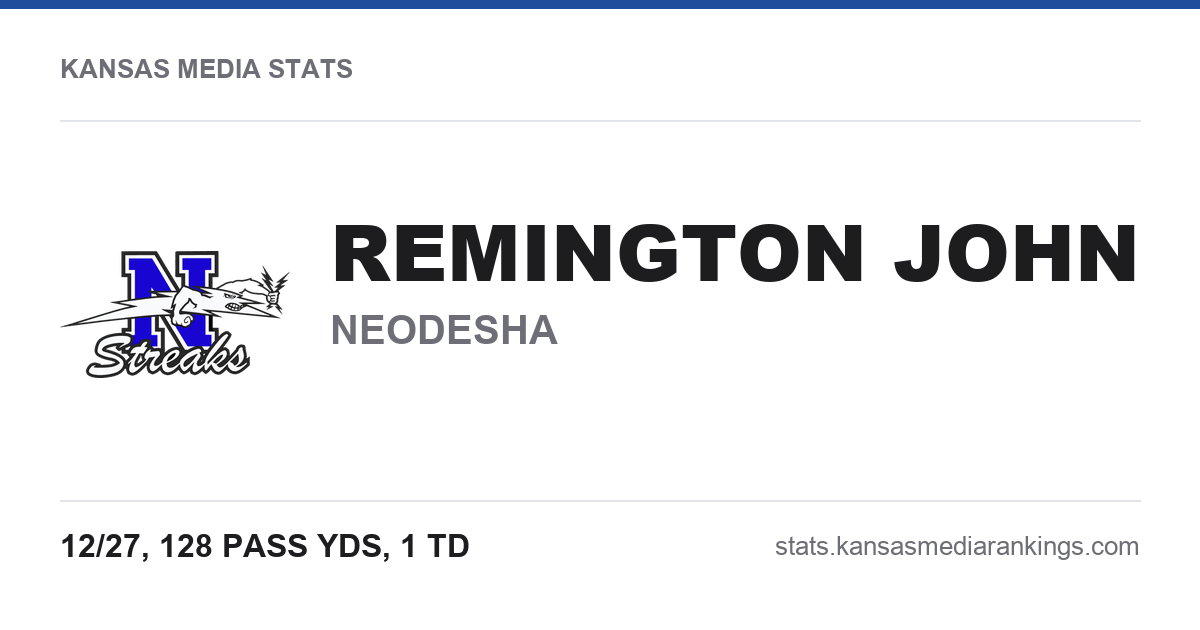 KANSAS MEDIA STATS
REMINGTON JOHN
NEODESHA
N
Streaks
12/27, 128 PASS YDS, 1 TD
stats.kansasmediarankings.com